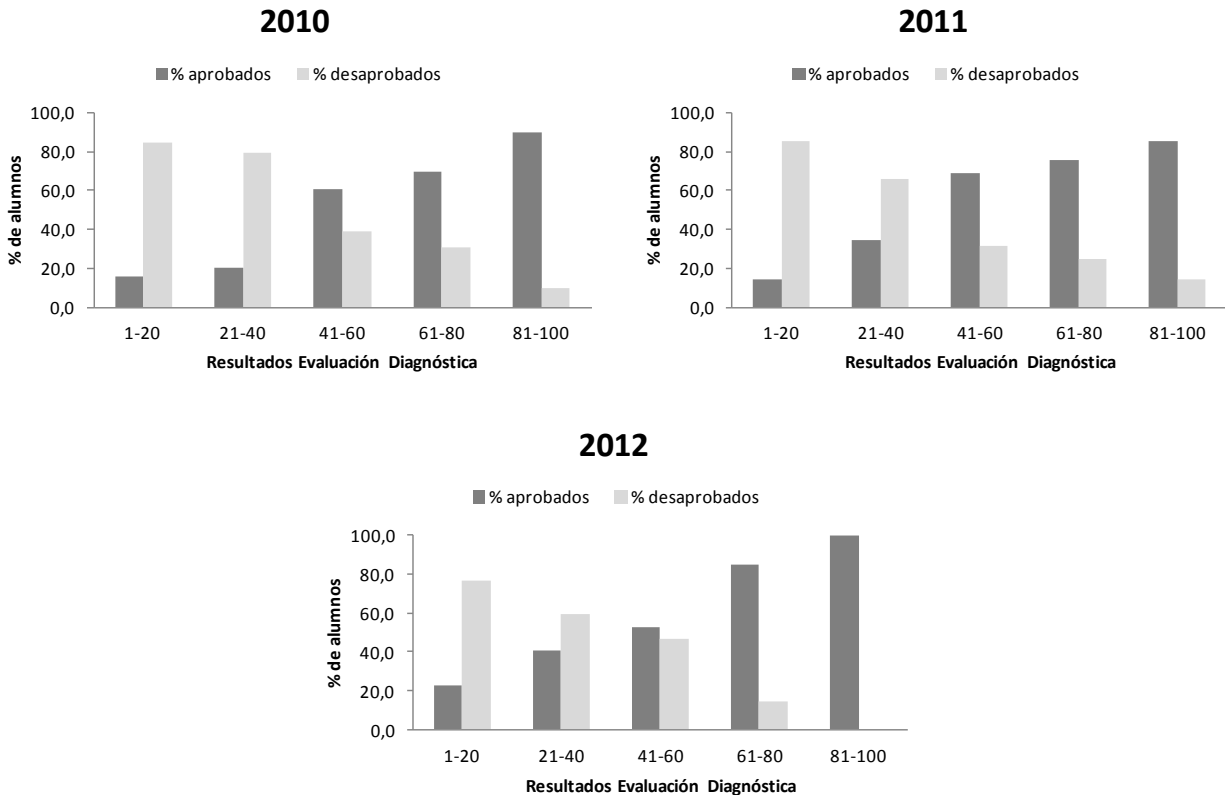 2010
% aprobados % desaprobados
100,0
80,0
60,0
40,0
20,0
0,0
% de alumnos
1-20 21-40 41-60 61-80 81-100
Resultados Evaluación Diagnóstica
2011
% aprobados % desaprobados
100,0
80,0
60,0
40,0
20,0
0,0
% de alumnos
1-20 21-40 41-60 61-80 81-100
Resultados Evaluación Diagnóstica
2012
% aprobados % desaprobados
100,0
80,0
60,0
40,0
20,0
0,0
% de alumnos
1-20 21-40 41-60 61-80 81-100
Resultados Evaluación Diagnóstica